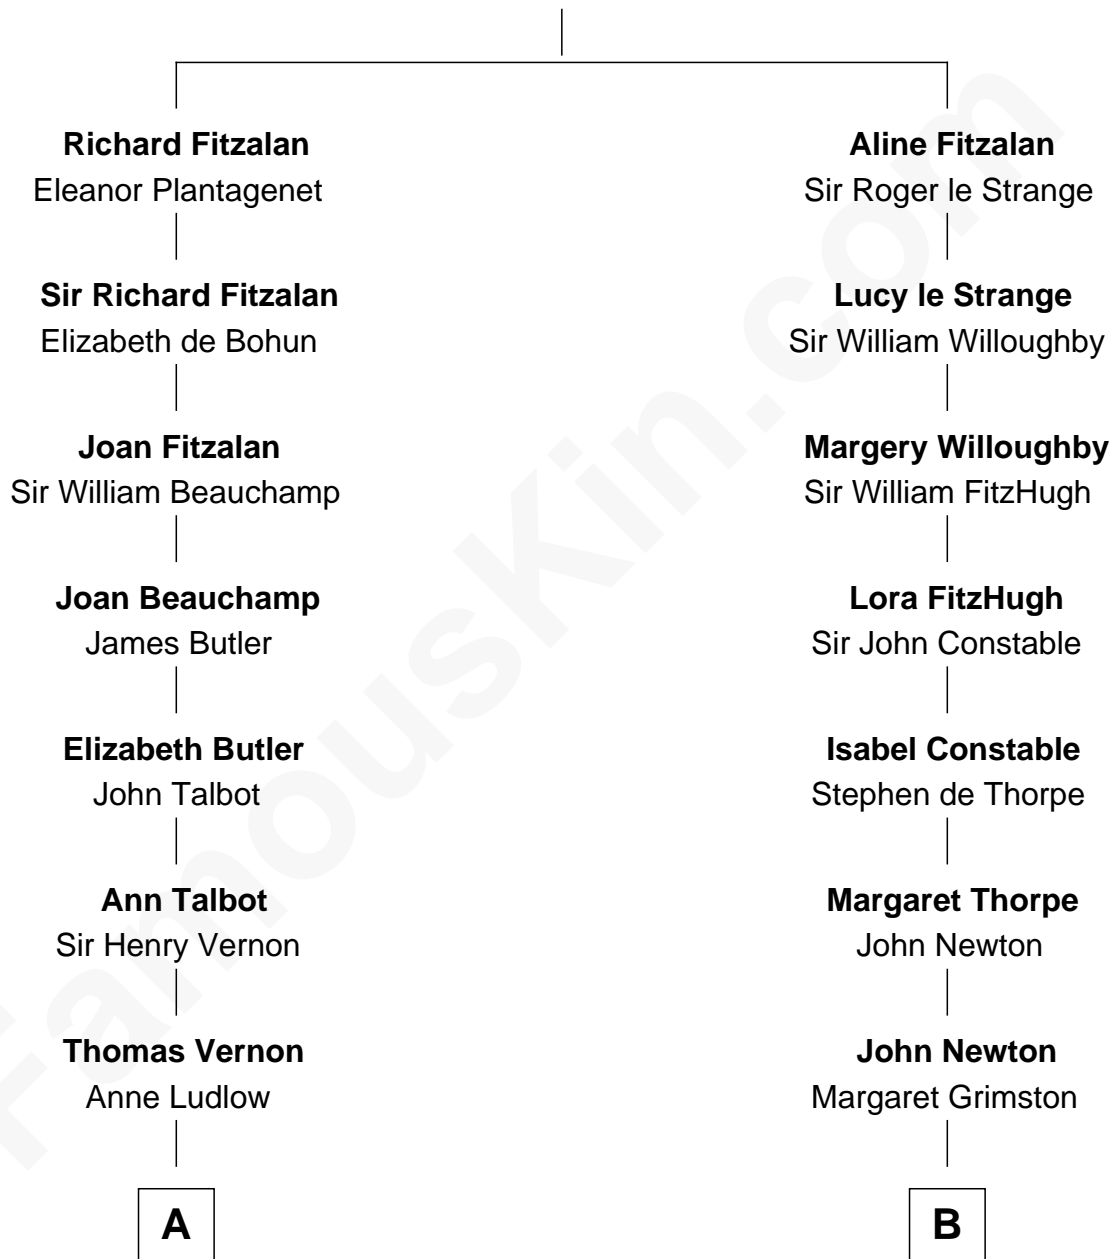 Richard Fitzalan
Eleanor Plantagenet
Sir Richard Fitzalan
Elizabeth de Bohun
Joan Fitzalan
Sir William Beauchamp
Joan Beauchamp
James Butler
Elizabeth Butler
John Talbot
Ann Talbot
Sir Henry Vernon
Thomas Vernon
Anne Ludlow
A
Aline Fitzalan
Sir Roger le Strange
Lucy le Strange
Sir William Willoughby
Margery Willoughby
Sir William FitzHugh
Lora FitzHugh
Sir John Constable
Isabel Constable
Stephen de Thorpe
Margaret Thorpe
John Newton
John Newton
Margaret Grimston
B
FamousKin.com